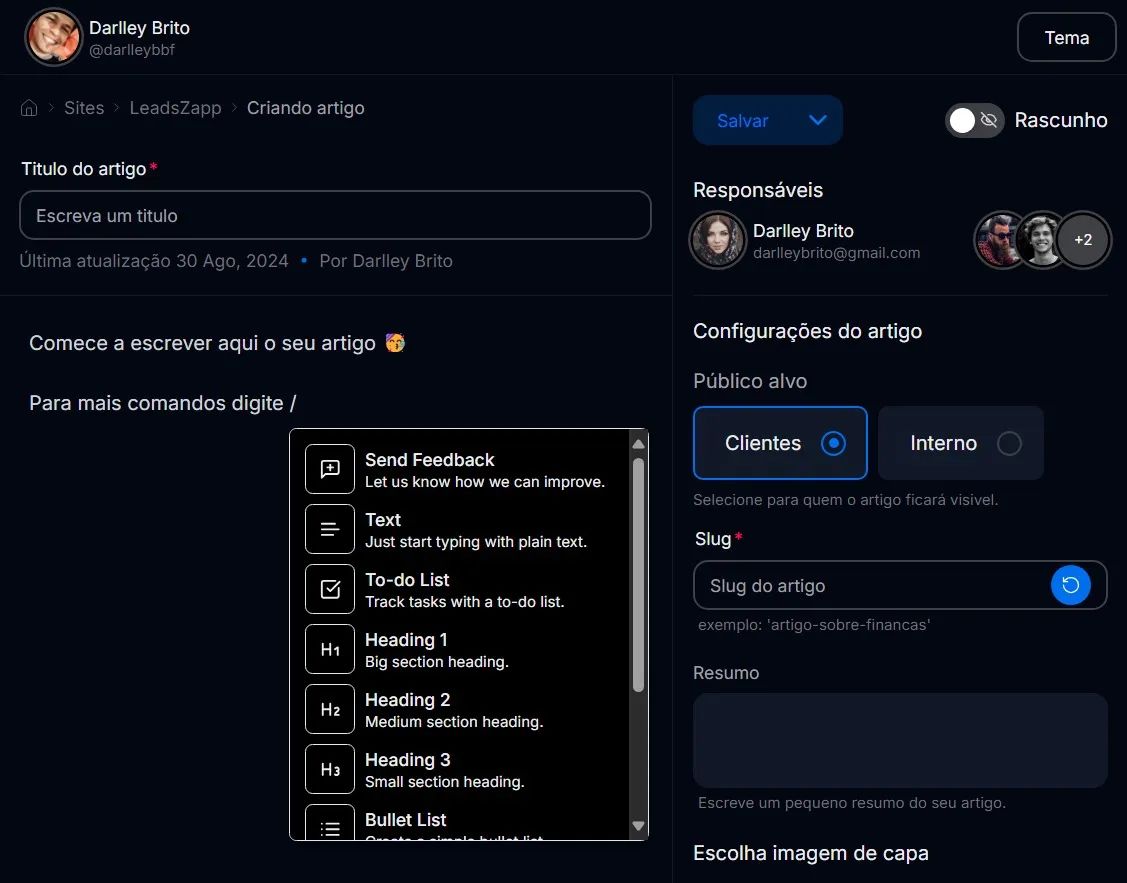 Darlley Brito
@darlleybbf
Tema
Sites
LeadsZapp
Criando artigo
Titulo do artigo*
Escreva um titulo
Última atualização 30 Ago, 2024 • Por Darlley Brito
Comece a escrever aqui o seu artigo 🥳
Para mais comandos digite /
Send Feedback
Let us know how we can improve.
Text
Just start typing with plain text.
To-do List
Track tasks with a to-do list.
H1
Heading 1
Big section heading.
H2
Heading 2
Medium section heading.
H3
Heading 3
Small section heading.
Bullet List
Create a simple bullet list.
Salvar
Rascunho
Responsáveis
Darlley Brito
darlleybrito@gmail.com
+2
Configurações do artigo
Público alvo
Clientes
Interno
Selecione para quem o artigo ficará visivel.
Slug*
Slug do artigo
exemplo: 'artigo-sobre-financas'
Resumo
Escreve um pequeno resumo do seu artigo.
Escolha imagem de capa